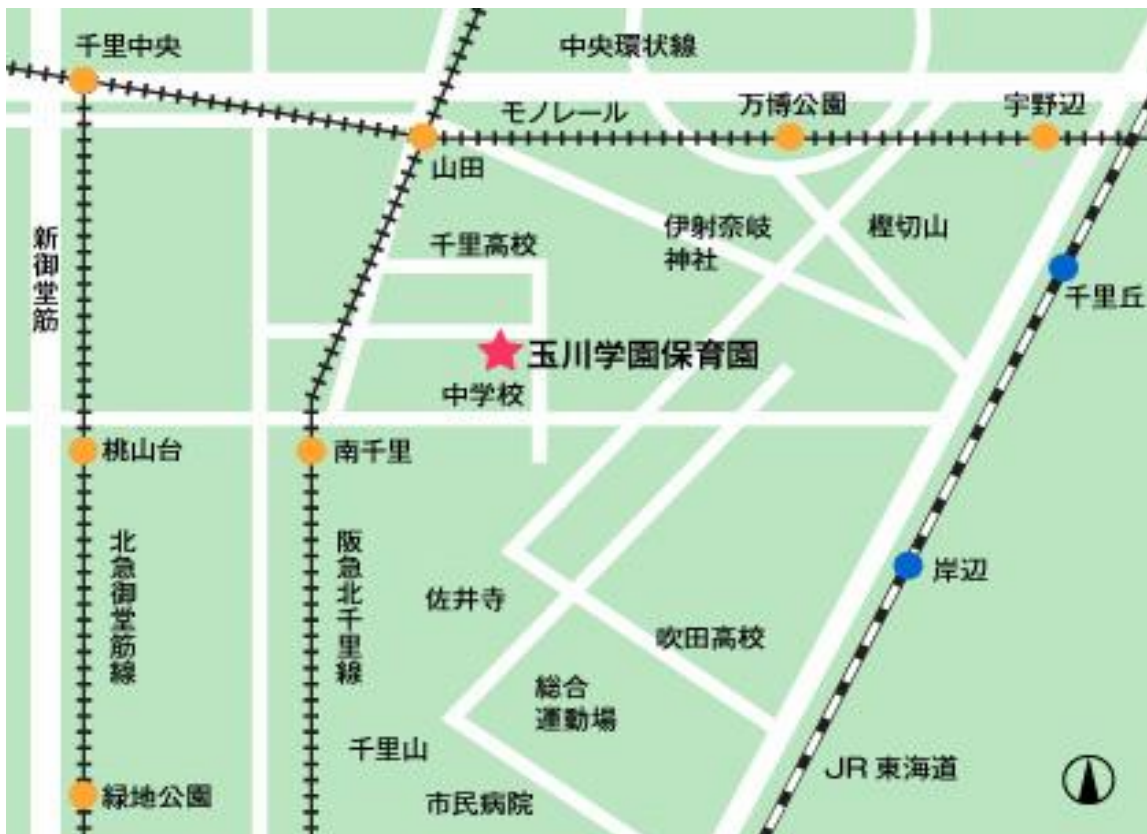 千里中央
中央環状線
モノレール
万博公園
宇野辺
山田
新御堂筋
千里高校
伊射奈岐
神社
樫切山
千里丘
玉川学園保育園
中学校
桃山台
南千里
北急御堂筋線
阪急北千里線
佐井寺
岸辺
吹田高校
総合
運動場
千里山
JR 東海道
緑地公園
市民病院